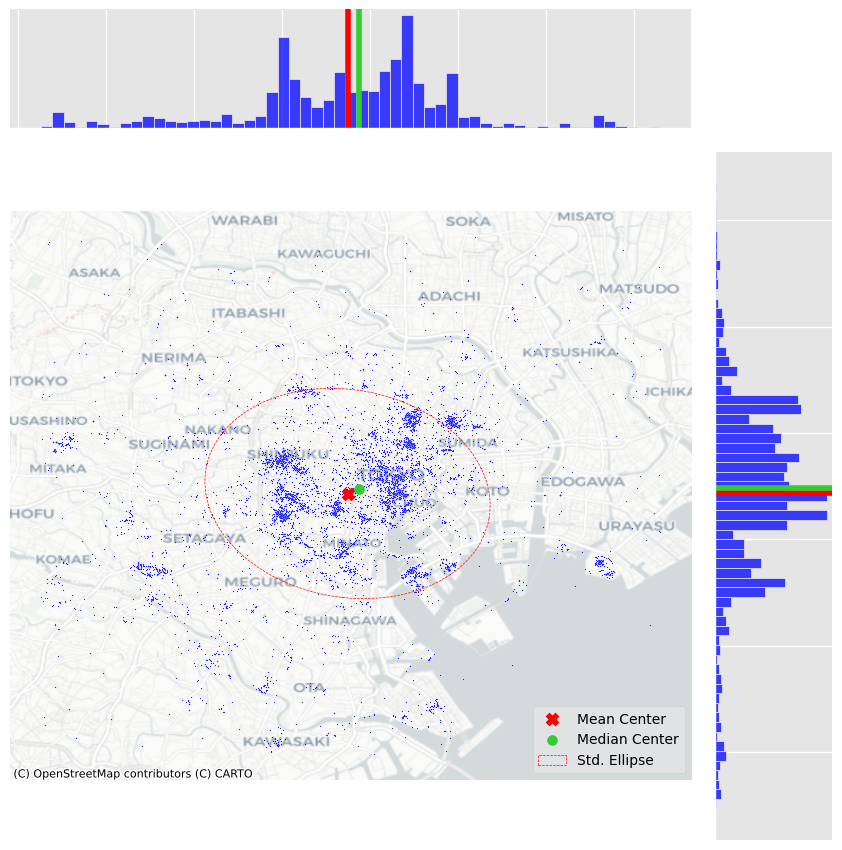 WARABI
SOKA
MISATO
KAWAGUCHI
ASAKA
MATSUDO
ADACHI
ITABASHI
NERIMA
KATSUSHIKA
ITOKYO
ICHIKA
USASHINO
NAKANO
SUGINAMI
SUMIDA
SHINJUKU
MITAKA
EDOGAWA
KOTO
HOFU
URAYASU
SETAGAYA
MINATO
KOMAE
MEGURO
SHINAGAWA
OTA
KAWASAKI
Mean Center
Median Center
Std. Ellipse
(C) OpenStreetMap contributors (C) CARTO